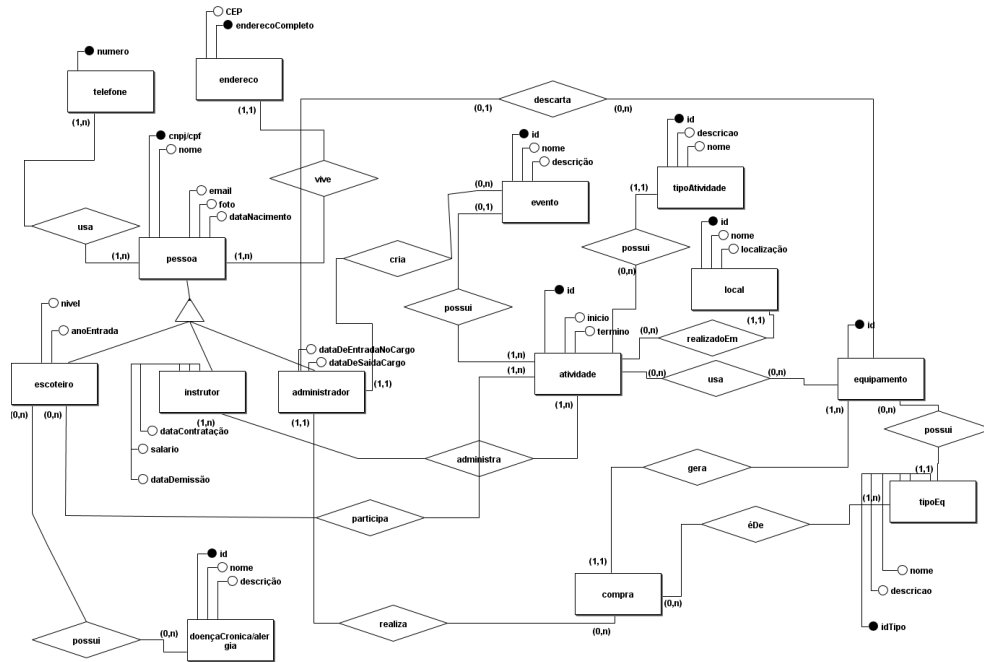 CEP
enderecoCompleto
numero
telefone
endereco
(1,n)
(1,1)
descarta
(0,1)
(0,n)
cnpj/cpf
nome
id
nome
descrição
id
descricao
nome
vive
(1,1)
tipoAtividade
email
foto
dataNacimento
(0,n)
(0,1)
evento
id
nome
localização
usa
(1,n)
pessoa
(1,n)
cria
possui
(0,n)
local
nivel
anoEntrada
possui
id
inicio
termino
(0,n)
realizadoEm
(1,1)
id
dataDeEntradaNoCargo
dataDeSaidaCargo
(1,n)
(1,n)
atividade
(0,n)
usa
(0,n)
escoteiro
instrutor
administrador
(1,1)
equipamento
(0,n)
(0,n)
(1,n)
(1,1)
(1,n)
(1,n)
(0,n)
dataContratação
salario
dataDemissão
administra
gera
possui
(1,1)
(1,n)
tipoEq
participa
éDe
id
nome
descrição
(1,1)
compra
(0,n)
nome
descricao
idTipo
possui
(0,n)
doençaCronica/aler
gia
realiza
(0,n)